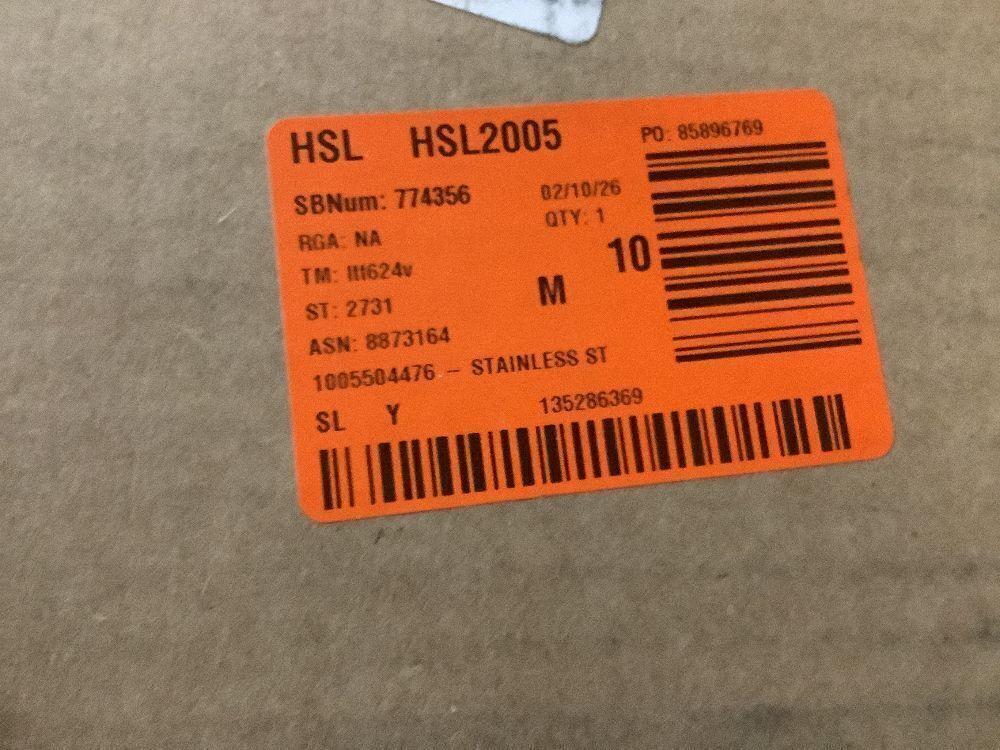 HSL HSL2005 PO: 85896769
SBNum: 774356 02/10/26
RGA: NA QTY: 1
TM: ltl624v 10
ST: 2731 M
ASN: 8873164
1005504476 – STAINLESS ST
SL Y 135286369